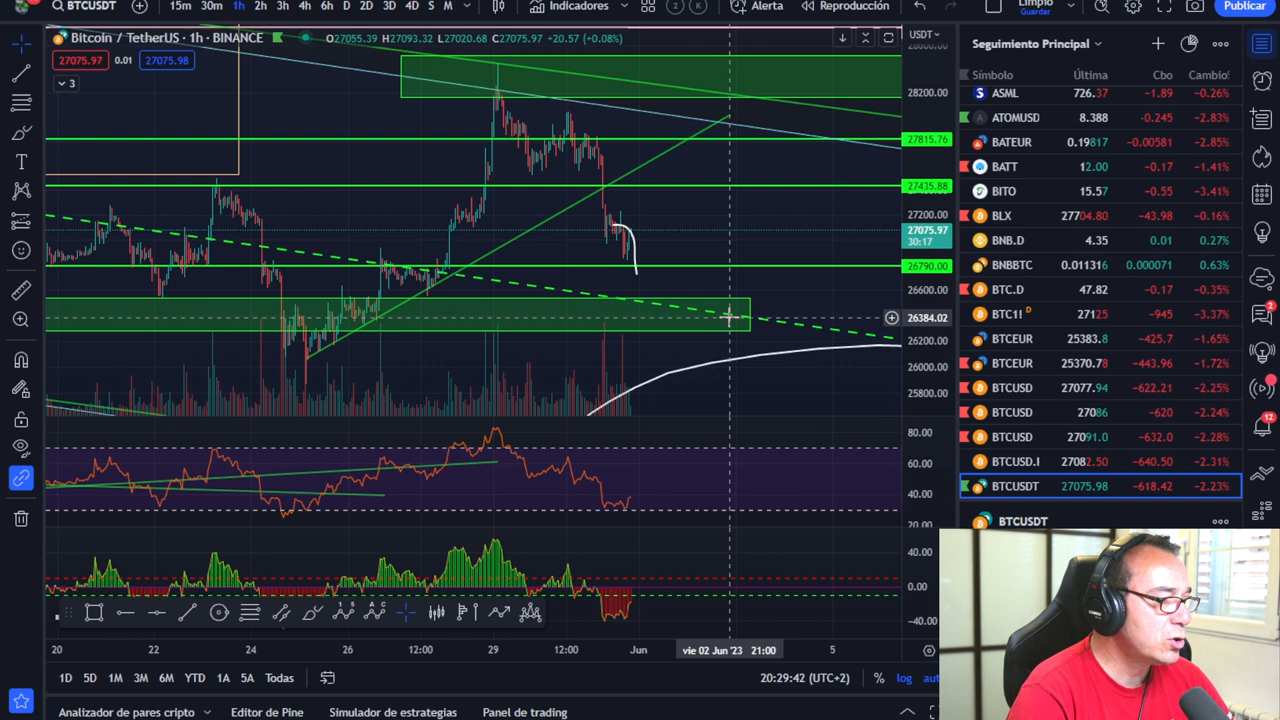 BTCUSDT
15m 30m 1h 2h 3h 4h 6h D 2D 3D 4D S M
Indicadores
2
Alerta
Reproducción
Limpio
Guardar
Publicar
Bitcoin / TetherUS · 1h · BINANCE
O27055.39 H27093.32 L27020.68 C27075.97 +20.57 (+0.08%)
USDT
27075.97
0.01
27075.98
3
28200.00
27815.76
27435.88
27200.00
27075.97
30:17
26790.00
26600.00
26384.02
26200.00
26000.00
25800.00
80.00
60.00
40.00
20.00
40.00
0.00
−40.00
20
22
24
26
12:00
29
12:00
Jun
vie 02 Jun '23 21:00
5
1D 5D 1M 3M 6M YTD 1A 5A Todas
20:29:42 (UTC+2)
%
log
Analizador de pares cripto
Editor de Pine
Simulador de estrategias
Panel de trading
Seguimiento Principal
Símbolo Última Cbo Cambio
ASML 726.37 −1.89 −0.26%
ATOMUSD 8.388 −0.245 −2.83%
BATEUR 0.19817 −0.00581 −2.85%
BATT 12.00 −0.17 −1.41%
BITO 15.57 −0.55 −3.41%
BLX 27704.80 −43.98 −0.16%
BNB.D 4.35 0.01 0.27%
BNBBTC 0.011316 0.000071 0.63%
BTC.D 47.82 −0.17 −0.35%
BTC1! D 27125 −945 −3.37%
BTCEUR 25383.8 −425.7 −1.65%
BTCEUR 25370.78 −443.96 −1.72%
BTCUSD 27077.94 −622.21 −2.25%
BTCUSD 27086 −620 −2.24%
BTCUSD 27091.0 −632.0 −2.28%
BTCUSD.I 27082.50 −640.50 −2.31%
BTCUSDT 27075.98 −618.42 −2.23%
BTCUSDT
2
12